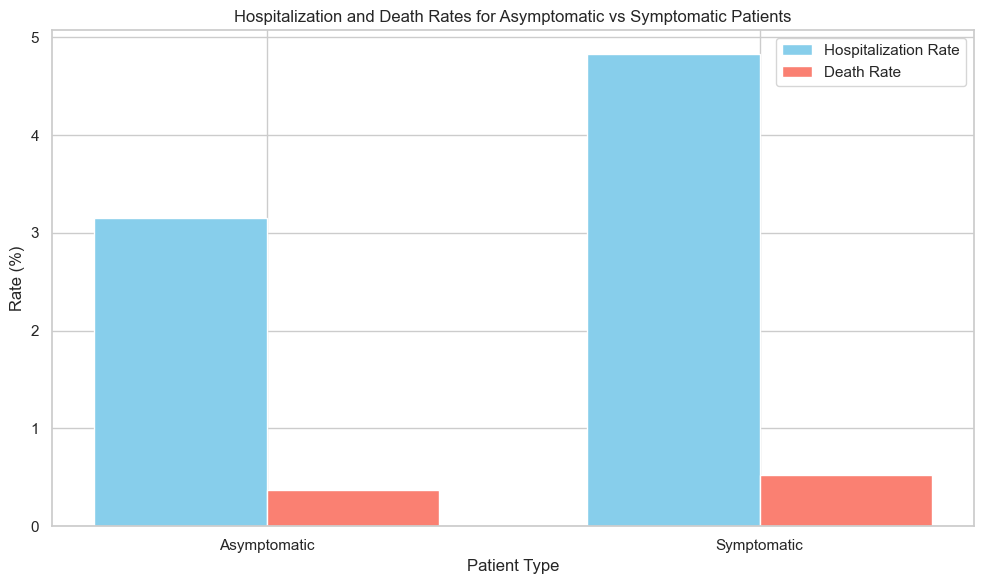 Hospitalization and Death Rates for Asymptomatic vs Symptomatic Patients
Hospitalization Rate
Death Rate
5
4
3
2
1
0
Rate (%)
Asymptomatic
Symptomatic
Patient Type